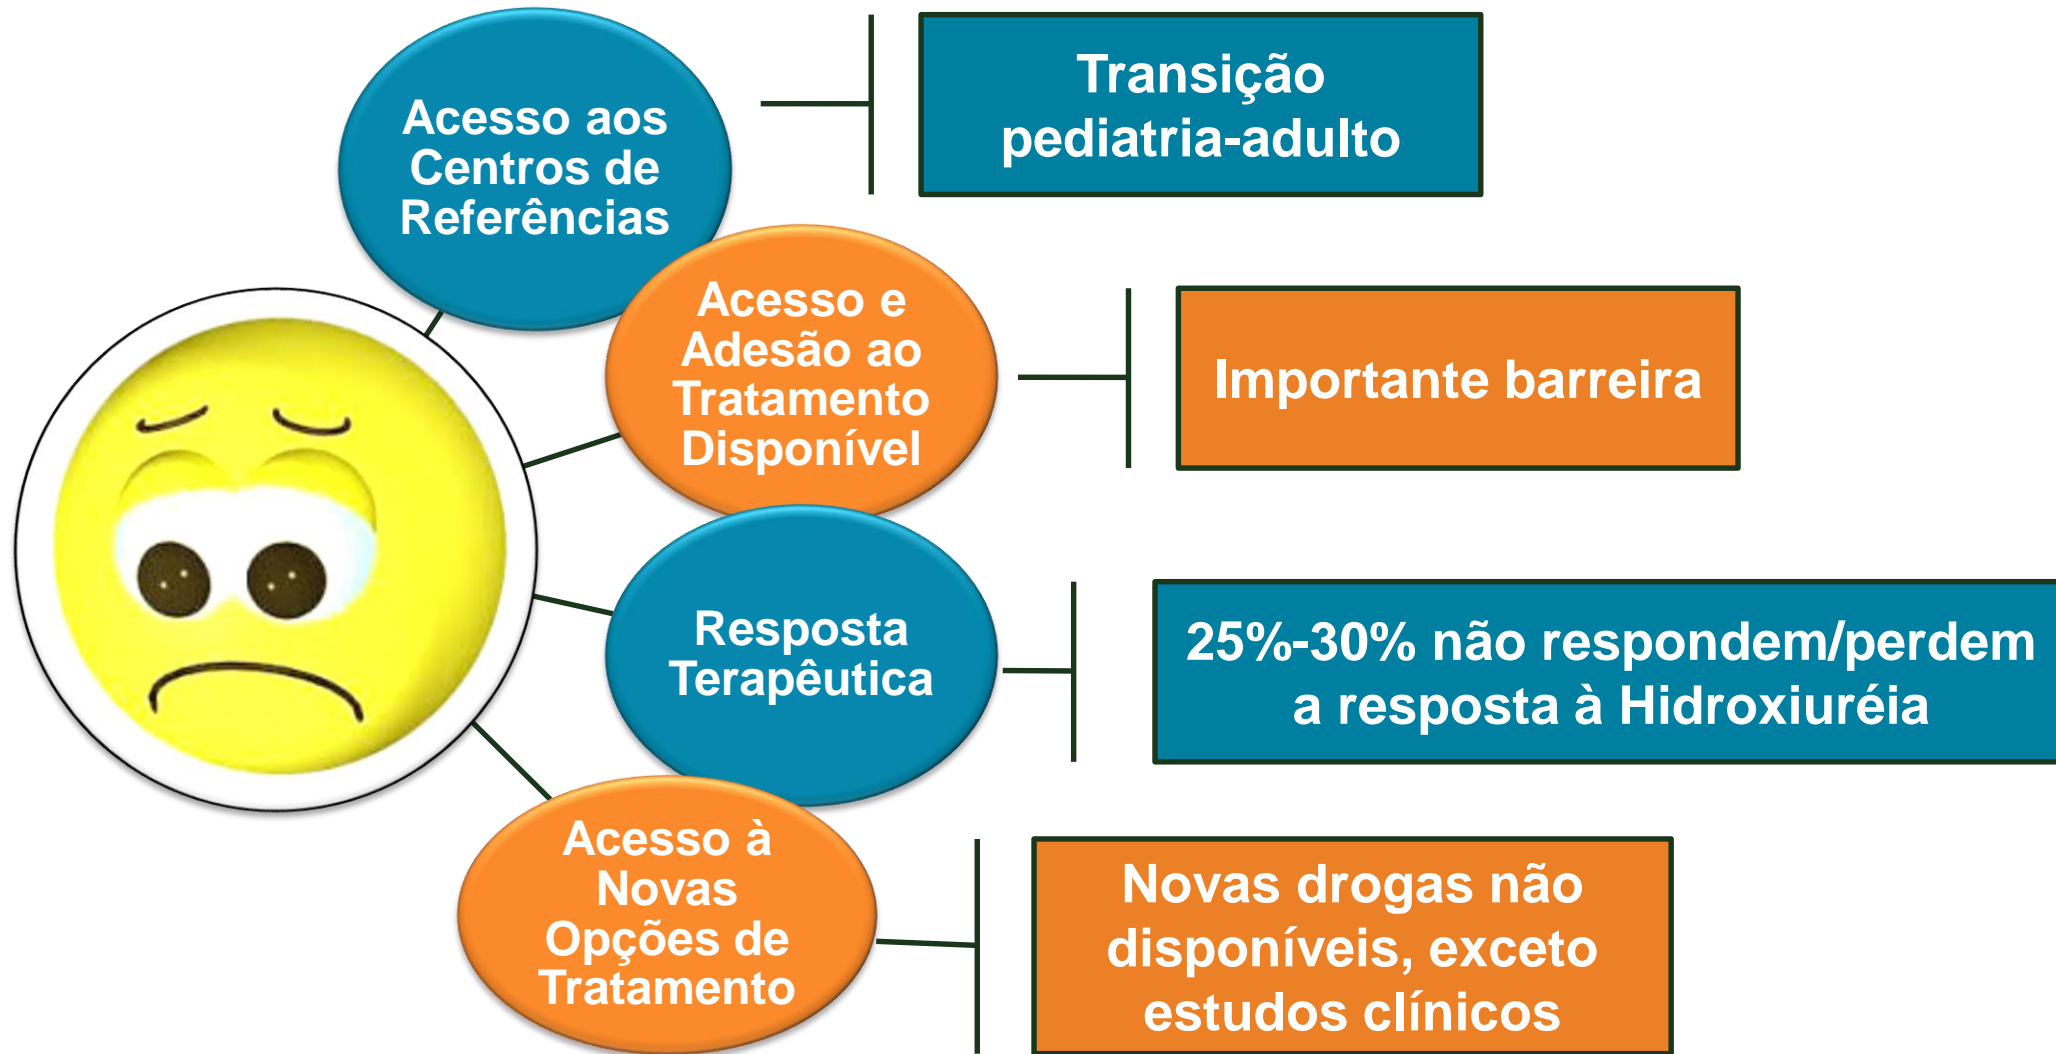 Acesso aos
Centros de
Referências
Transição
pediatria-adulto
Acesso e
Adesão ao
Tratamento
Disponível
Importante barreira
Resposta
Terapêutica
25%-30% não respondem/perdem
a resposta à Hidroxiuréia
Acesso à
Novas
Opções de
Tratamento
Novas drogas não
disponíveis, exceto
estudos clínicos